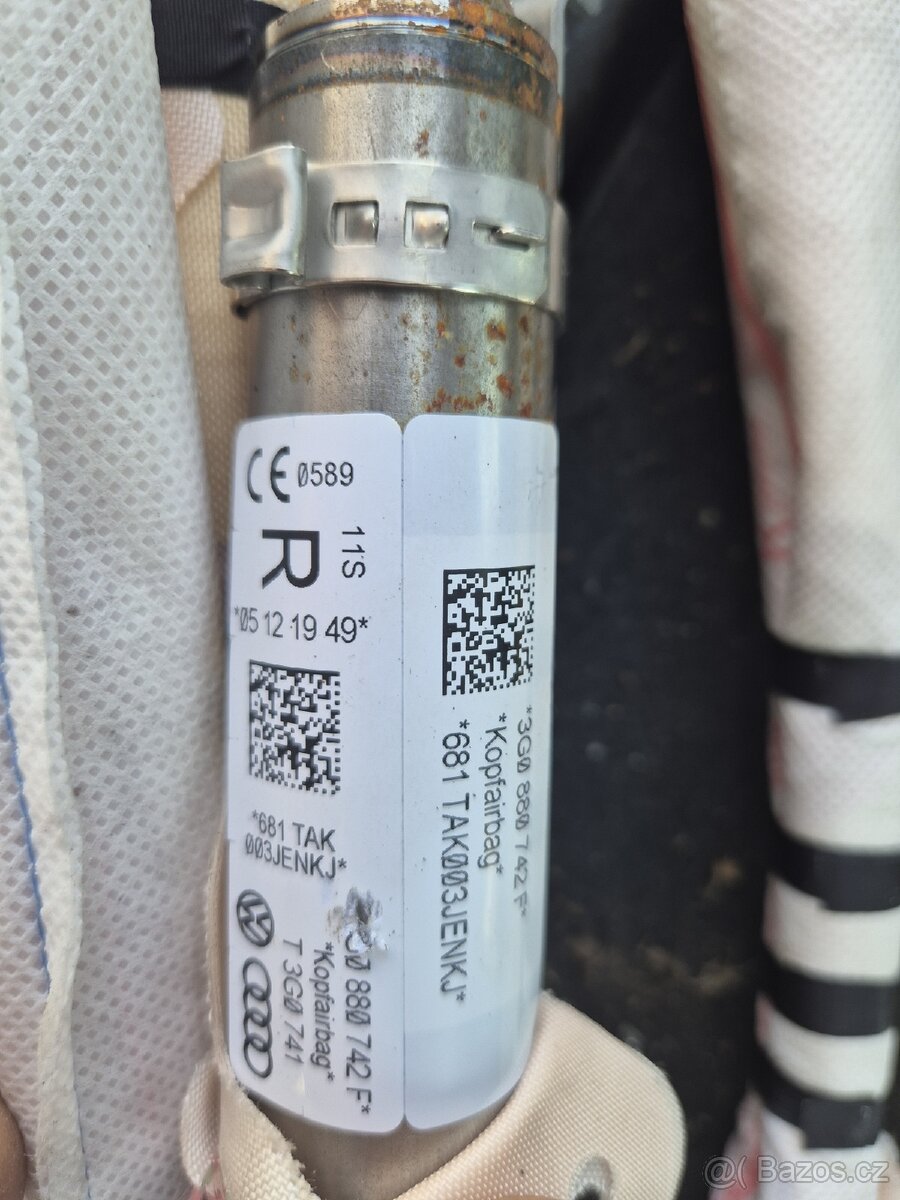 CE 0589
11S
R
*05 12 19 49*
*681 TAK
003JENKJ*
880 742 F*
*Kopfairbag*
T 3G0 741
*3G0 880 742 F*
*Kopfairbag*
*681 TAK003JENKJ*
@( Bazos.cz